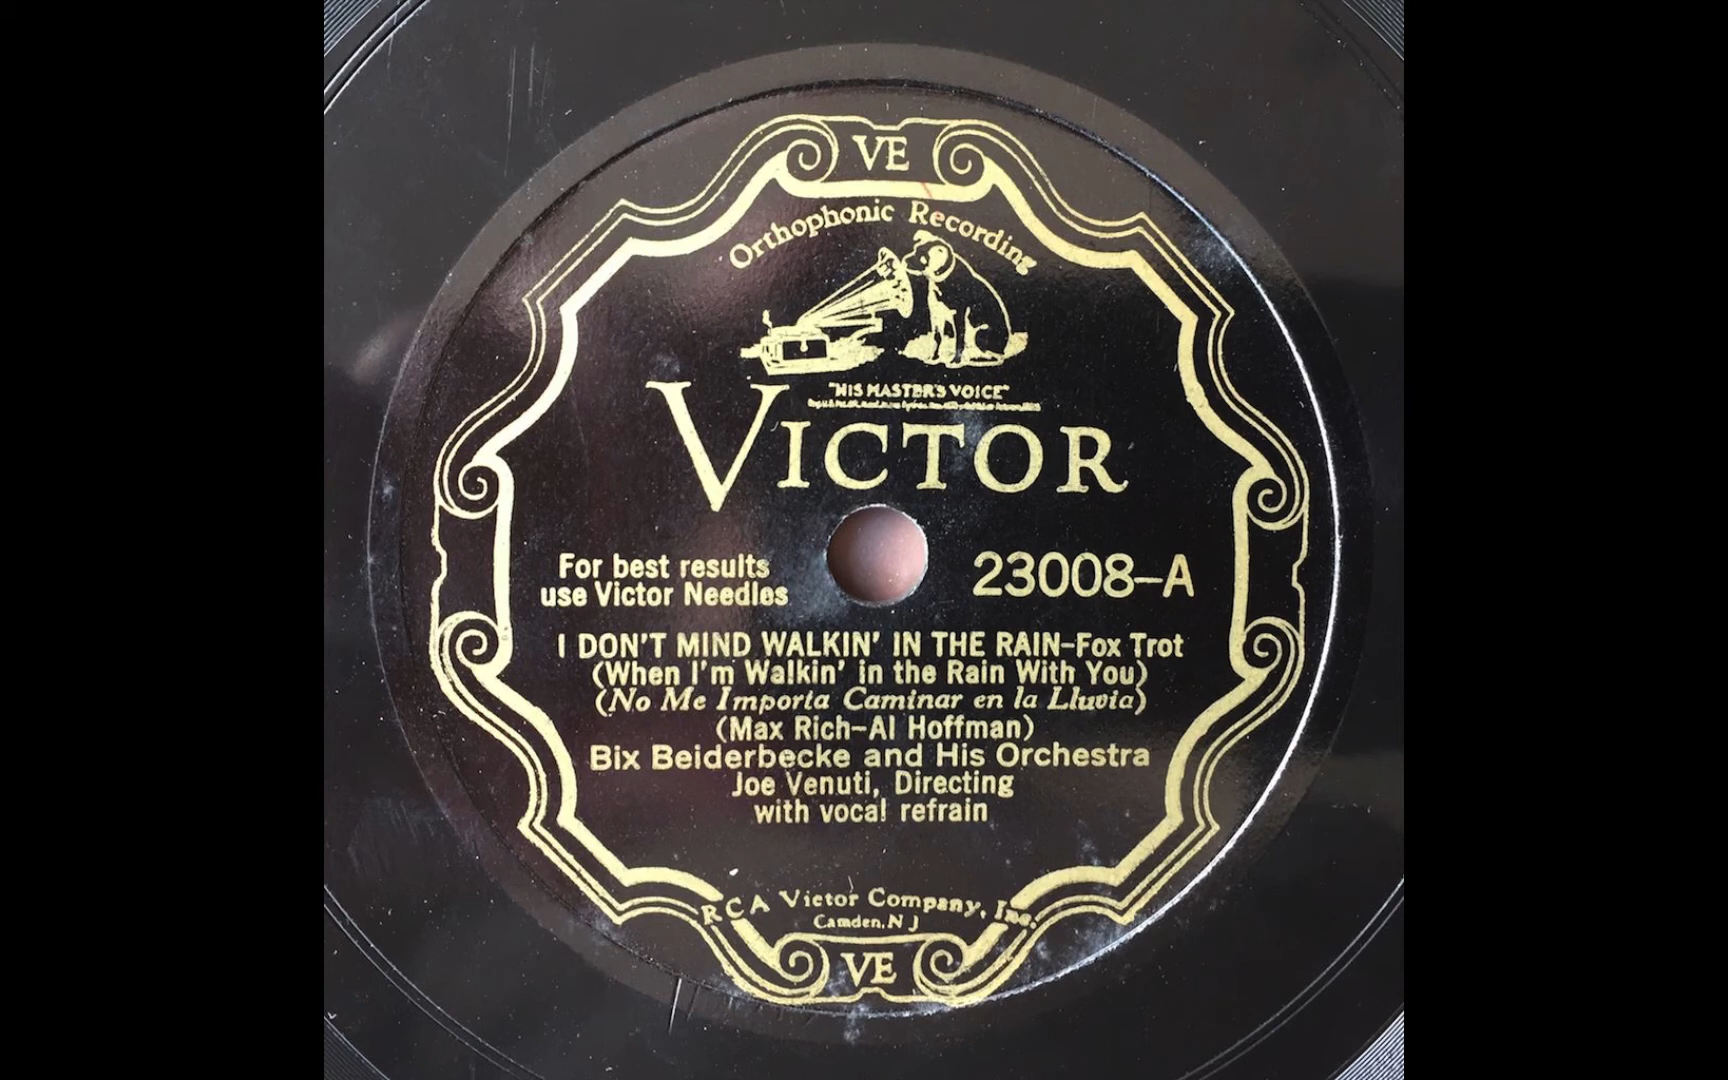 VE
Orthophonic Recording
"HIS MASTER'S VOICE"
VICTOR
For best results
use Victor Needles
23008-A
I DON'T MIND WALKIN' IN THE RAIN-Fox Trot
(When I'm Walkin' in the Rain With You)
(No Me Importa Caminar en la Lluvia)
(Max Rich-Al Hoffman)
Bix Beiderbecke and His Orchestra
Joe Venuti, Directing
with vocal refrain
RCA Victor Company, Inc.
Camden, N J
VE